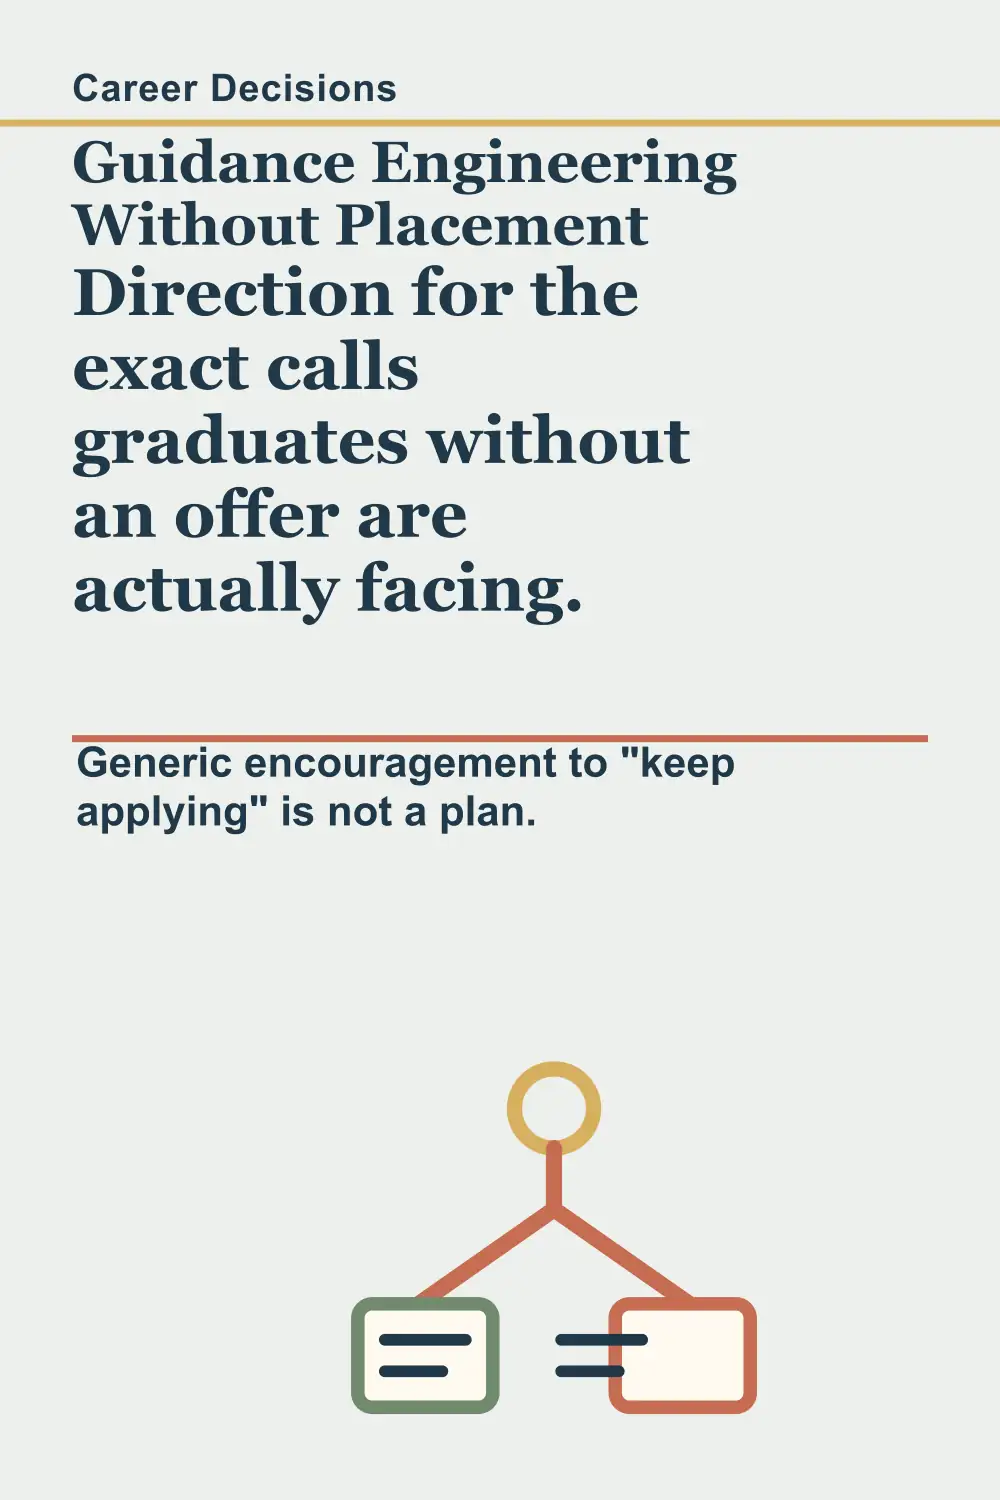 Career Decisions
Guidance Engineering
Without Placement
Direction for the
exact calls
graduates without
an offer are
actually facing.
Generic encouragement to "keep
applying" is not a plan.